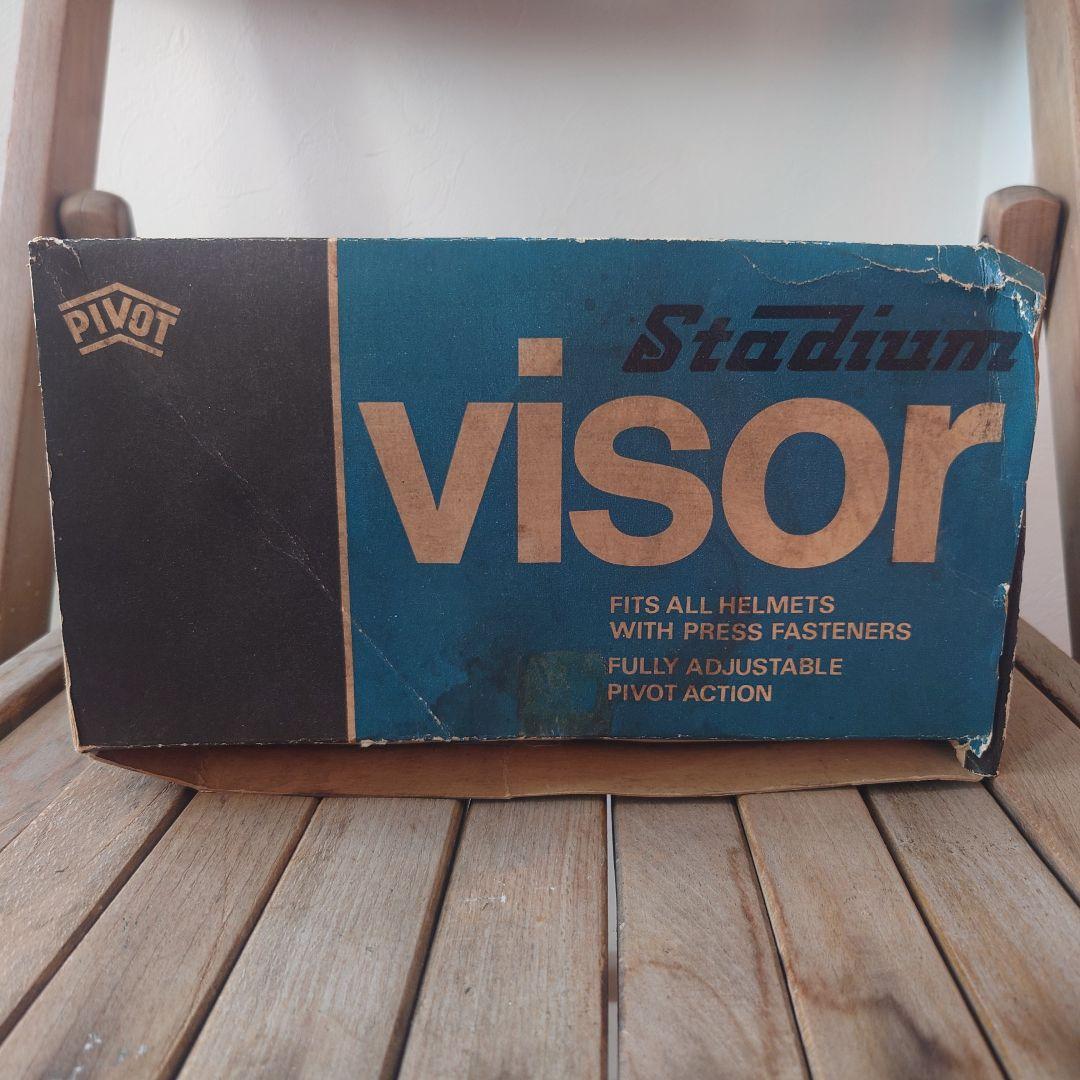 PIVOT
Stadium
visor
FITS ALL HELMETS
WITH PRESS FASTENERS
FULLY ADJUSTABLE
PIVOT ACTION